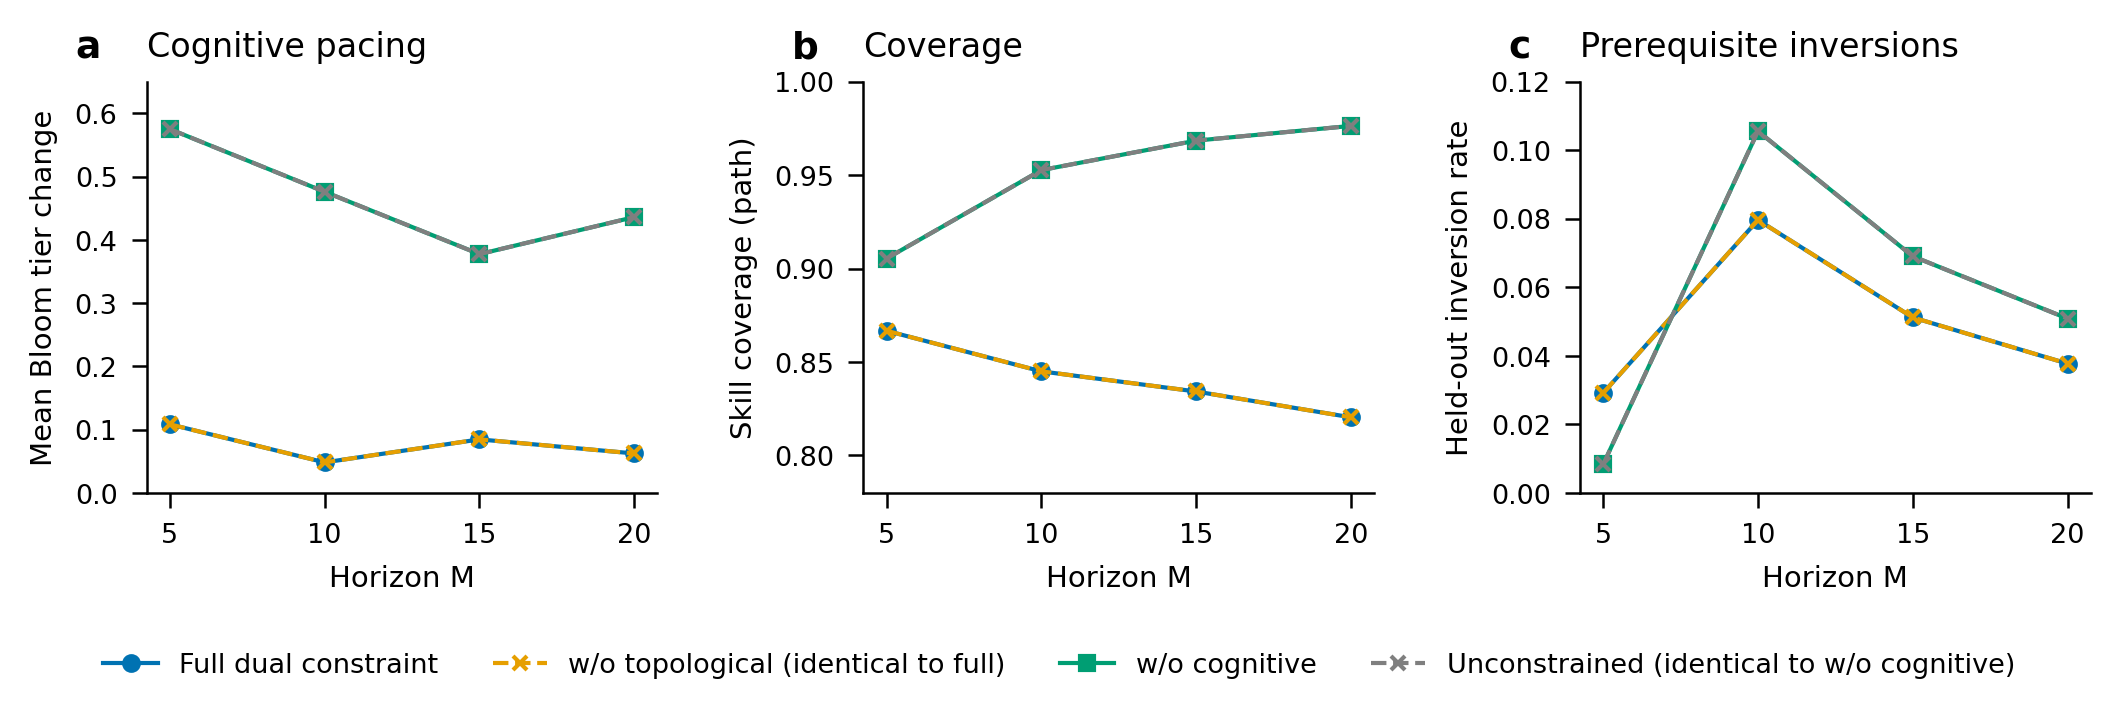 a Cognitive pacing
Mean Bloom tier change
0.6
0.5
0.4
0.3
0.2
0.1
0.0
5 10 15 20
Horizon M
b Coverage
Skill coverage (path)
1.00
0.95
0.90
0.85
0.80
5 10 15 20
Horizon M
c Prerequisite inversions
Held-out inversion rate
0.12
0.10
0.08
0.06
0.04
0.02
0.00
5 10 15 20
Horizon M
Full dual constraint w/o topological (identical to full) w/o cognitive Unconstrained (identical to w/o cognitive)